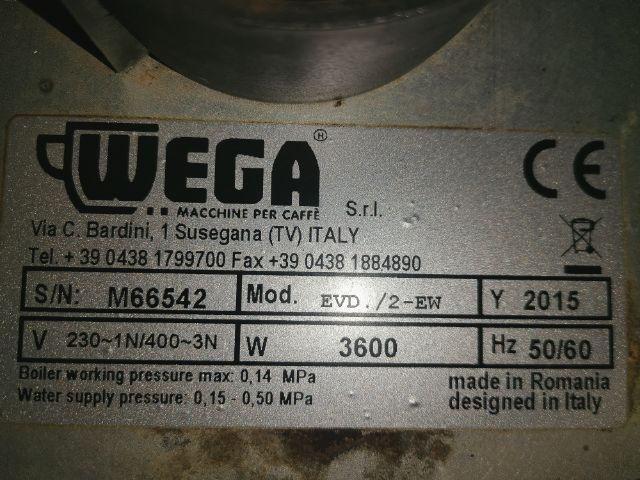 WEGA®
MACCHINE PER CAFFÈ S.r.l.
CE
Via C. Bardini, 1 Susegana (TV) ITALY
Tel. + 39 0438 1799700 Fax +39 0438 1884890
S/N: M66542 Mod. EVD./2-EW Y 2015
V 230~1N/400~3N W 3600 Hz 50/60
Boiler working pressure max: 0,14 MPa
Water supply pressure: 0,15 - 0,50 MPa
made in Romania
designed in Italy